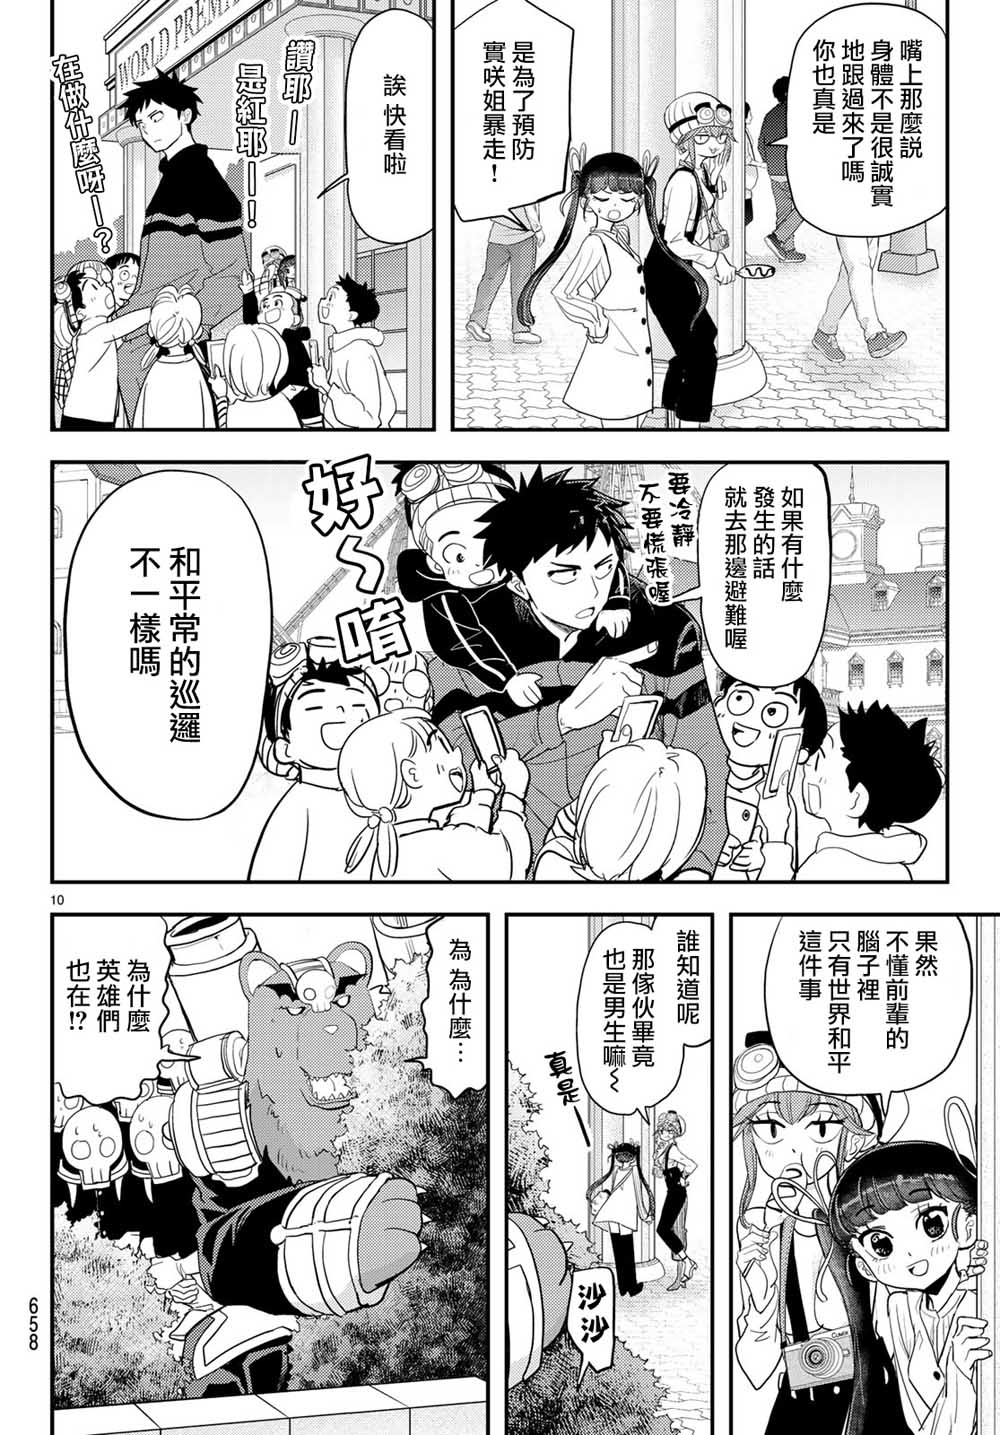 嘴上那麼說
身體不是很誠實
地跟過來了嗎
你也真是
是為了預防
實咲姐暴走！
WORLD PREMI
誒 快看啦
讚耶ー
是紅耶ー!!
在做什麼呀ー?
如果有什麼
發生的話
就去那邊避難喔
要冷靜
不要慌張喔
好～唷
和平常的巡邏
不一樣嗎
10
果然
不懂前輩的
腦子裡
只有世界和平
這件事
誰知道呢
那傢伙畢竟
也是男生嘛～
真是ー
沙沙
為 為什麼…
為什麼
英雄們
也在!?
658